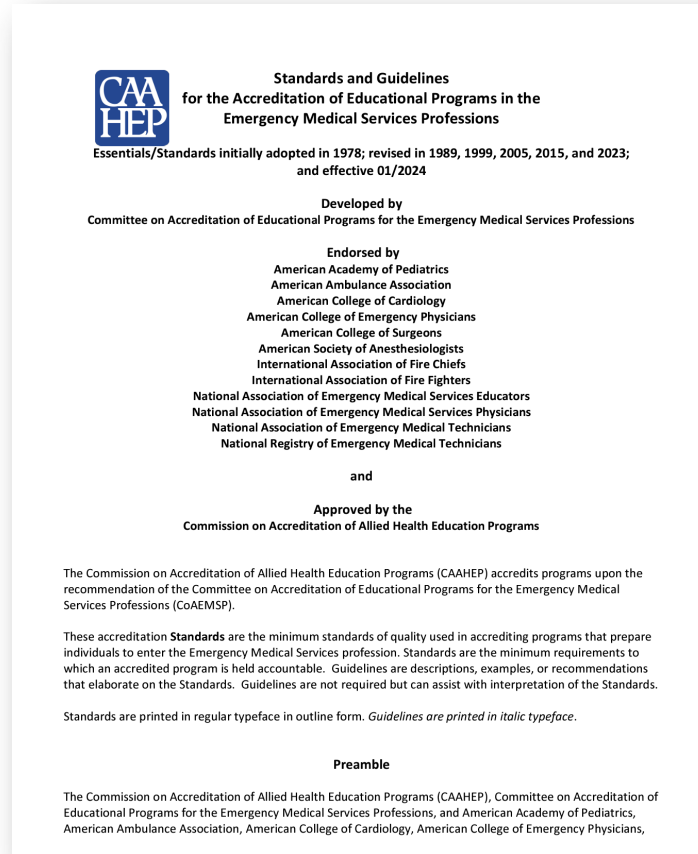 CAA
HEP
Standards and Guidelines
for the Accreditation of Educational Programs in the
Emergency Medical Services Professions
Essentials/Standards initially adopted in 1978; revised in 1989, 1999, 2005, 2015, and 2023;
and effective 01/2024
Developed by
Committee on Accreditation of Educational Programs for the Emergency Medical Services Professions
Endorsed by
American Academy of Pediatrics
American Ambulance Association
American College of Cardiology
American College of Emergency Physicians
American College of Surgeons
American Society of Anesthesiologists
International Association of Fire Chiefs
International Association of Fire Fighters
National Association of Emergency Medical Services Educators
National Association of Emergency Medical Services Physicians
National Association of Emergency Medical Technicians
National Registry of Emergency Medical Technicians
and
Approved by the
Commission on Accreditation of Allied Health Education Programs
The Commission on Accreditation of Allied Health Education Programs (CAAHEP) accredits programs upon the
recommendation of the Committee on Accreditation of Educational Programs for the Emergency Medical
Services Professions (CoAEMSP).
These accreditation Standards are the minimum standards of quality used in accrediting programs that prepare
individuals to enter the Emergency Medical Services profession. Standards are the minimum requirements to
which an accredited program is held accountable.  Guidelines are descriptions, examples, or recommendations
that elaborate on the Standards.  Guidelines are not required but can assist with interpretation of the Standards.
Standards are printed in regular typeface in outline form. Guidelines are printed in italic typeface.
Preamble
The Commission on Accreditation of Allied Health Education Programs (CAAHEP), Committee on Accreditation of
Educational Programs for the Emergency Medical Services Professions, and American Academy of Pediatrics,
American Ambulance Association, American College of Cardiology, American College of Emergency Physicians,